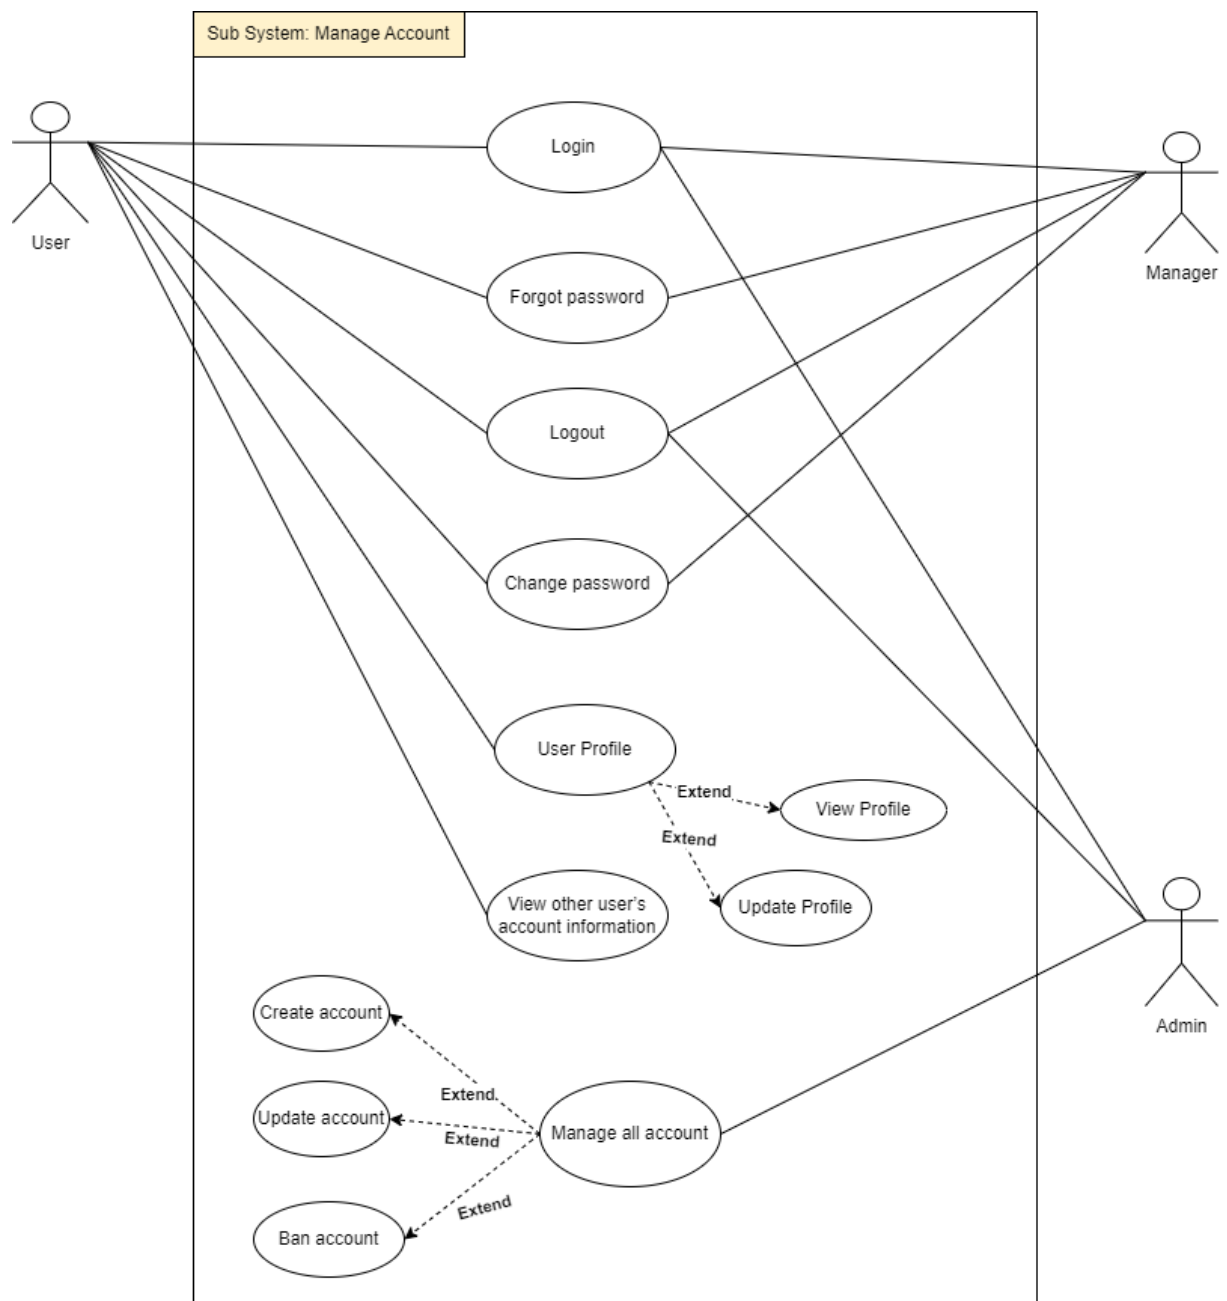 Sub System: Manage Account
Login
User
Manager
Forgot password
Logout
Change password
User Profile
Extend
View Profile
Extend
Update Profile
View other user's
account information
Create account
Admin
Extend
Update account
Extend
Manage all account
Extend
Ban account